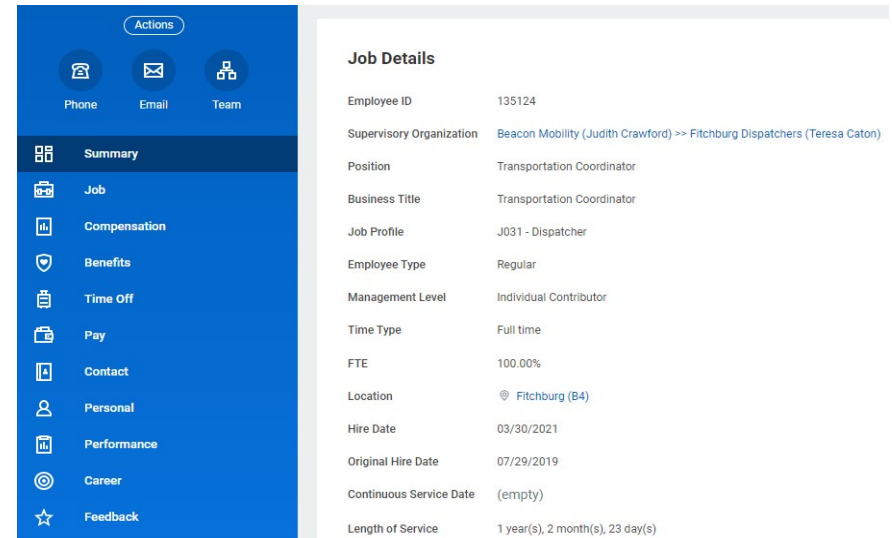 Actions
Phone Email Team
Summary
Job
Compensation
Benefits
Time Off
Pay
Contact
Personal
Performance
Career
Feedback
Job Details
Employee ID 135124
Supervisory Organization Beacon Mobility (Judith Crawford) >> Fitchburg Dispatchers (Teresa Caton)
Position Transportation Coordinator
Business Title Transportation Coordinator
Job Profile J031 - Dispatcher
Employee Type Regular
Management Level Individual Contributor
Time Type Full time
FTE 100.00%
Location Fitchburg (B4)
Hire Date 03/30/2021
Original Hire Date 07/29/2019
Continuous Service Date (empty)
Length of Service 1 year(s), 2 month(s), 23 day(s)